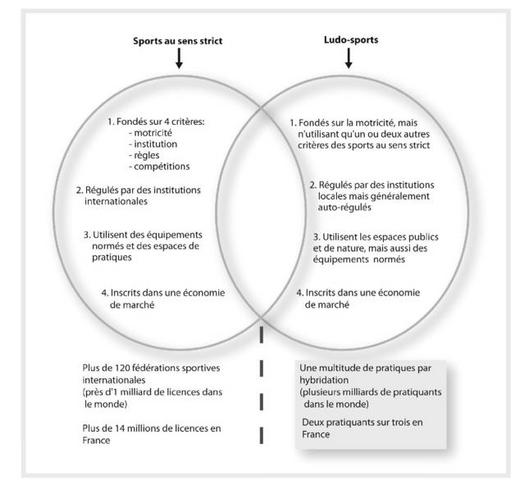 Sports au sens strict
Ludo-sports
1. Fondés sur 4 critères:
- motricité
- institution
- règles
- compétitions
2. Régulés par des institutions
internationales
3. Utilisent des équipements
normés et des espaces de
pratiques
4. Inscrits dans une économie
de marché
1. Fondés sur la motricité, mais
n'utilisant qu'un ou deux autres
critères des sports au sens strict
2. Régulés par des institutions
locales mais généralement
auto-régulés
3. Utilisent les espaces publics
et de nature, mais aussi des
équipements normés
4. Inscrits dans une économie
de marché
Plus de 120 fédérations sportives
internationales
(près d'1 milliard de licences dans
le monde)
Plus de 14 millions de licences en
France
Une multitude de pratiques par
hybridation
(plusieurs milliards de pratiquants
dans le monde)
Deux pratiquants sur trois en
France